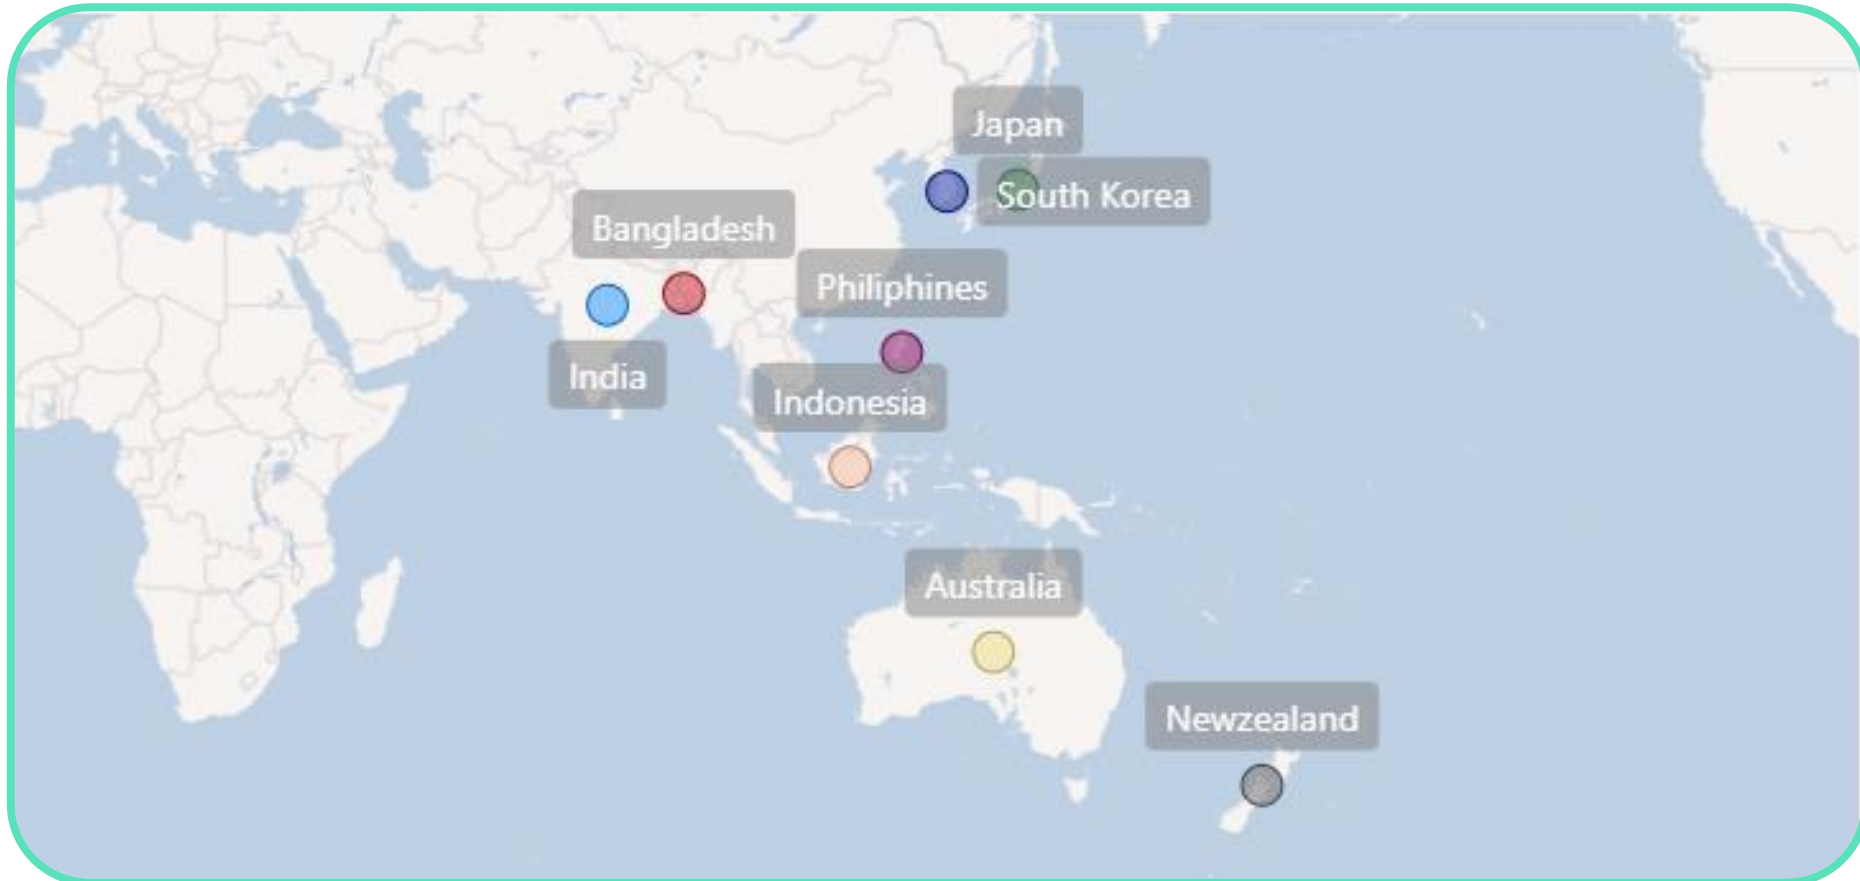 Japan
South Korea
Bangladesh
Philiphines
India
Indonesia
Australia
Newzealand